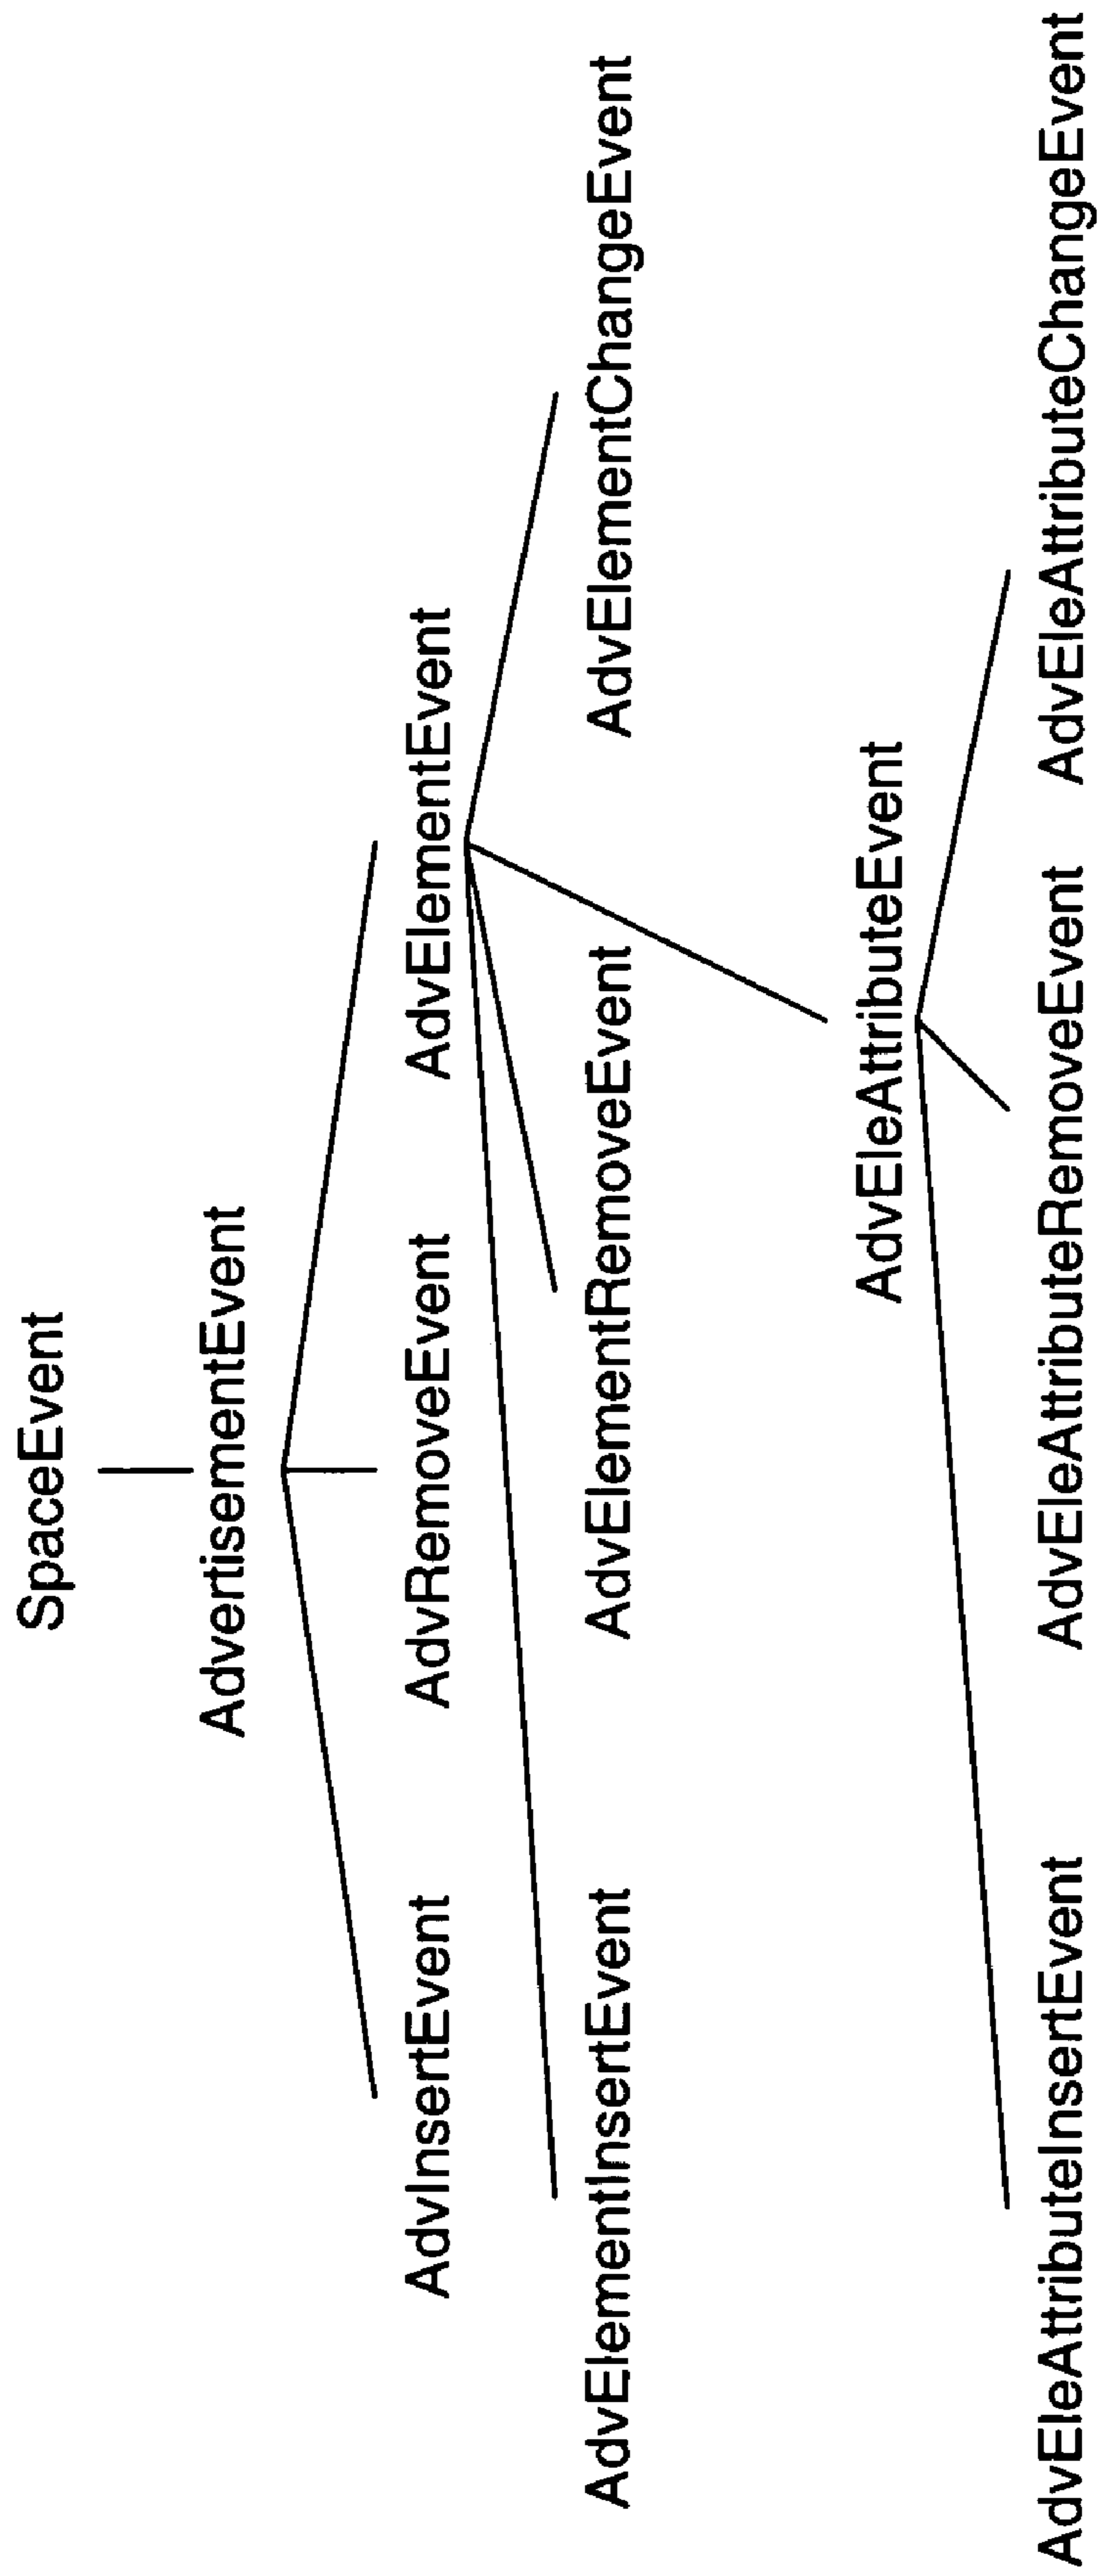 SpaceEvent
AdvertisementEvent
AdvInsertEvent AdvRemoveEvent AdvElementEvent
AdvElementInsertEvent AdvElementRemoveEvent AdvElementChangeEvent
AdvEleAttributeEvent
AdvEleAttributeInsertEvent AdvEleAttributeRemoveEvent AdvEleAttributeChangeEvent